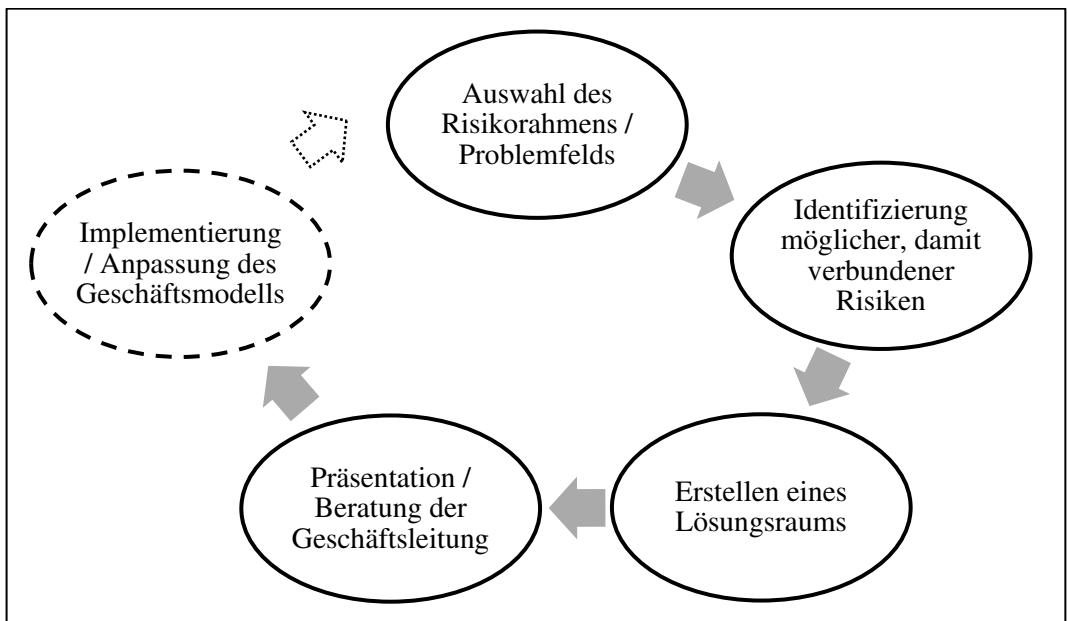 Auswahl des
Risikorahmens /
Problemfelds
Identifizierung
möglicher, damit
verbundener
Risiken
Erstellen eines
Lösungsraums
Präsentation /
Beratung der
Geschäftsleitung
Implementierung
/ Anpassung des
Geschäftsmodells